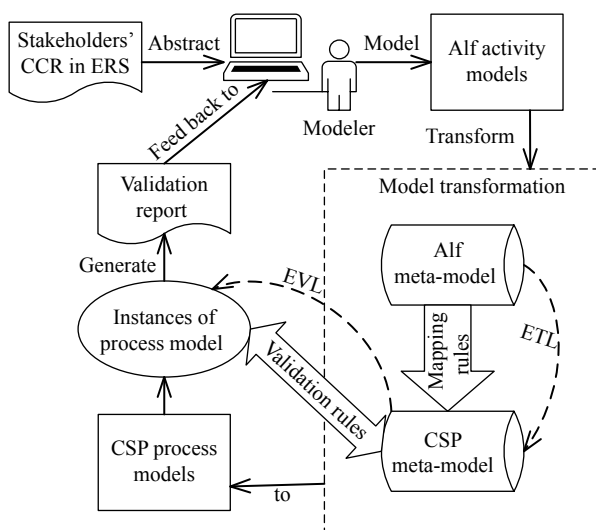 Stakeholders’
CCR in ERS
Abstract
Modeler
Model
Alf activity
models
Transform
Model transformation
Alf
meta-model
Mapping
rules
ETL
CSP
meta-model
EVL
Validation rules
to
CSP process
models
Instances of
process model
Generate
Validation
report
Feed back to